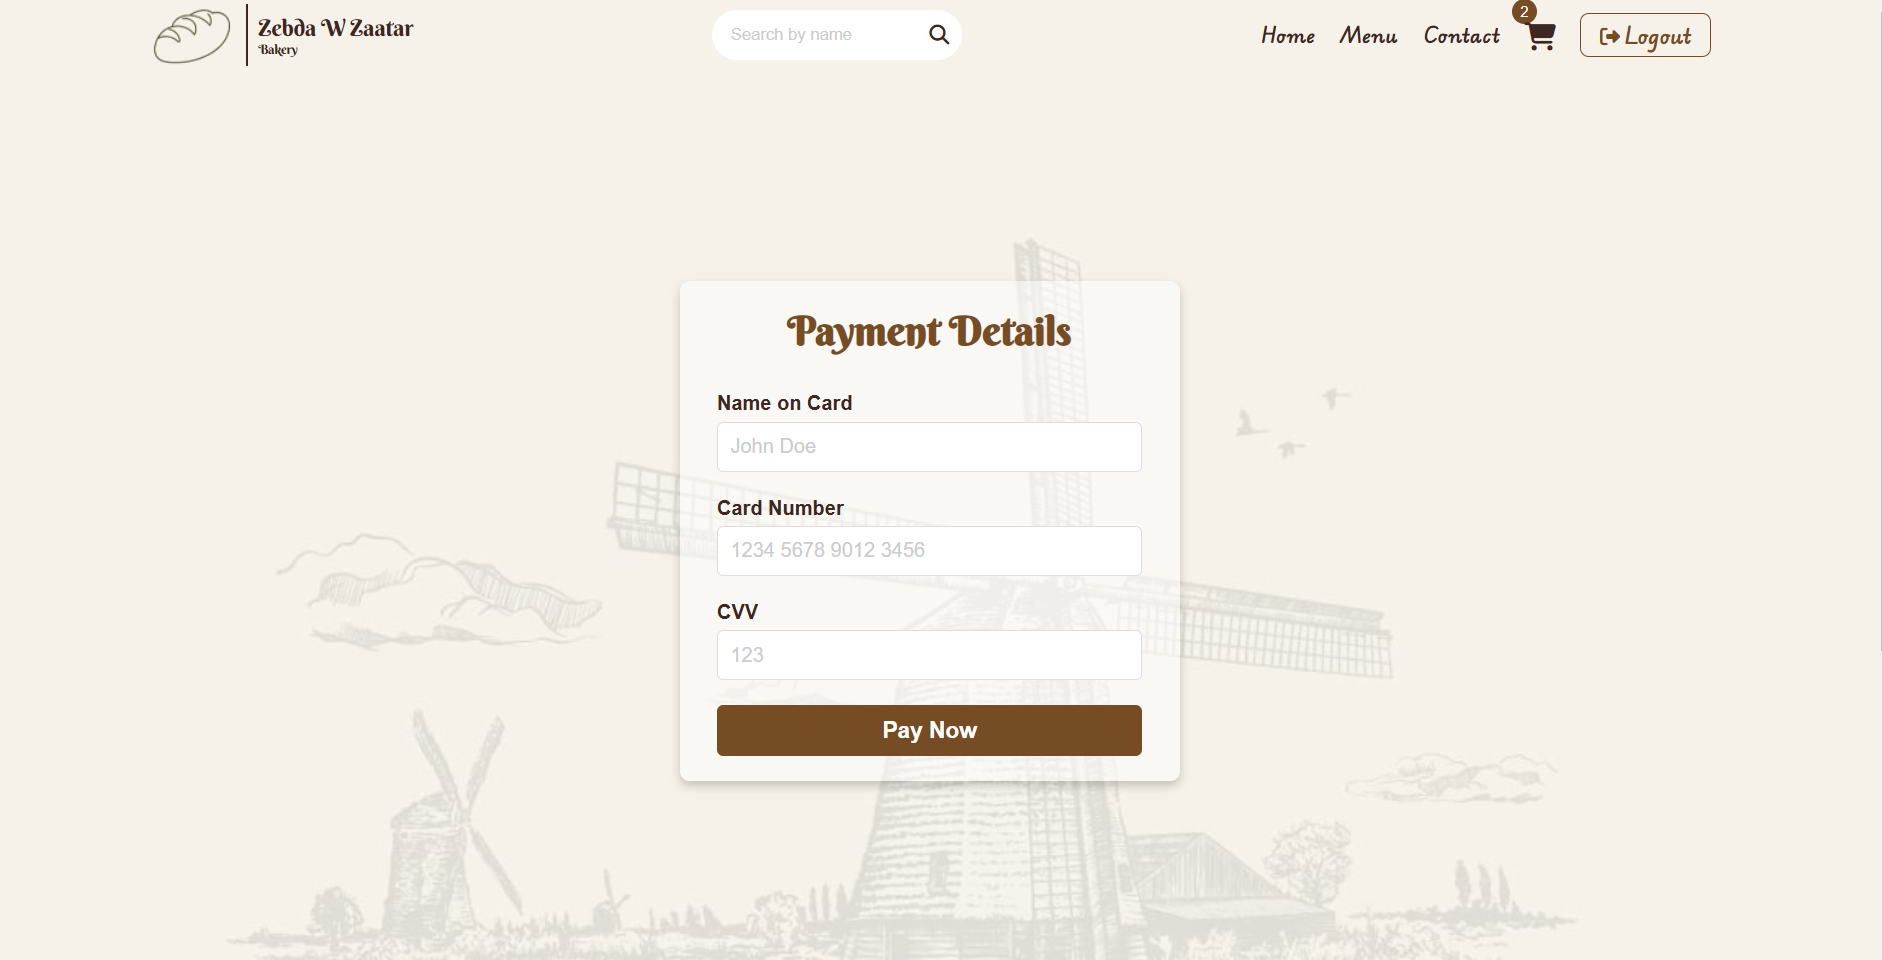 Zebda W Zaatar
Bakery
Search by name
Home Menu Contact 2 Logout
Payment Details
Name on Card
John Doe
Card Number
1234 5678 9012 3456
CVV
123
Pay Now